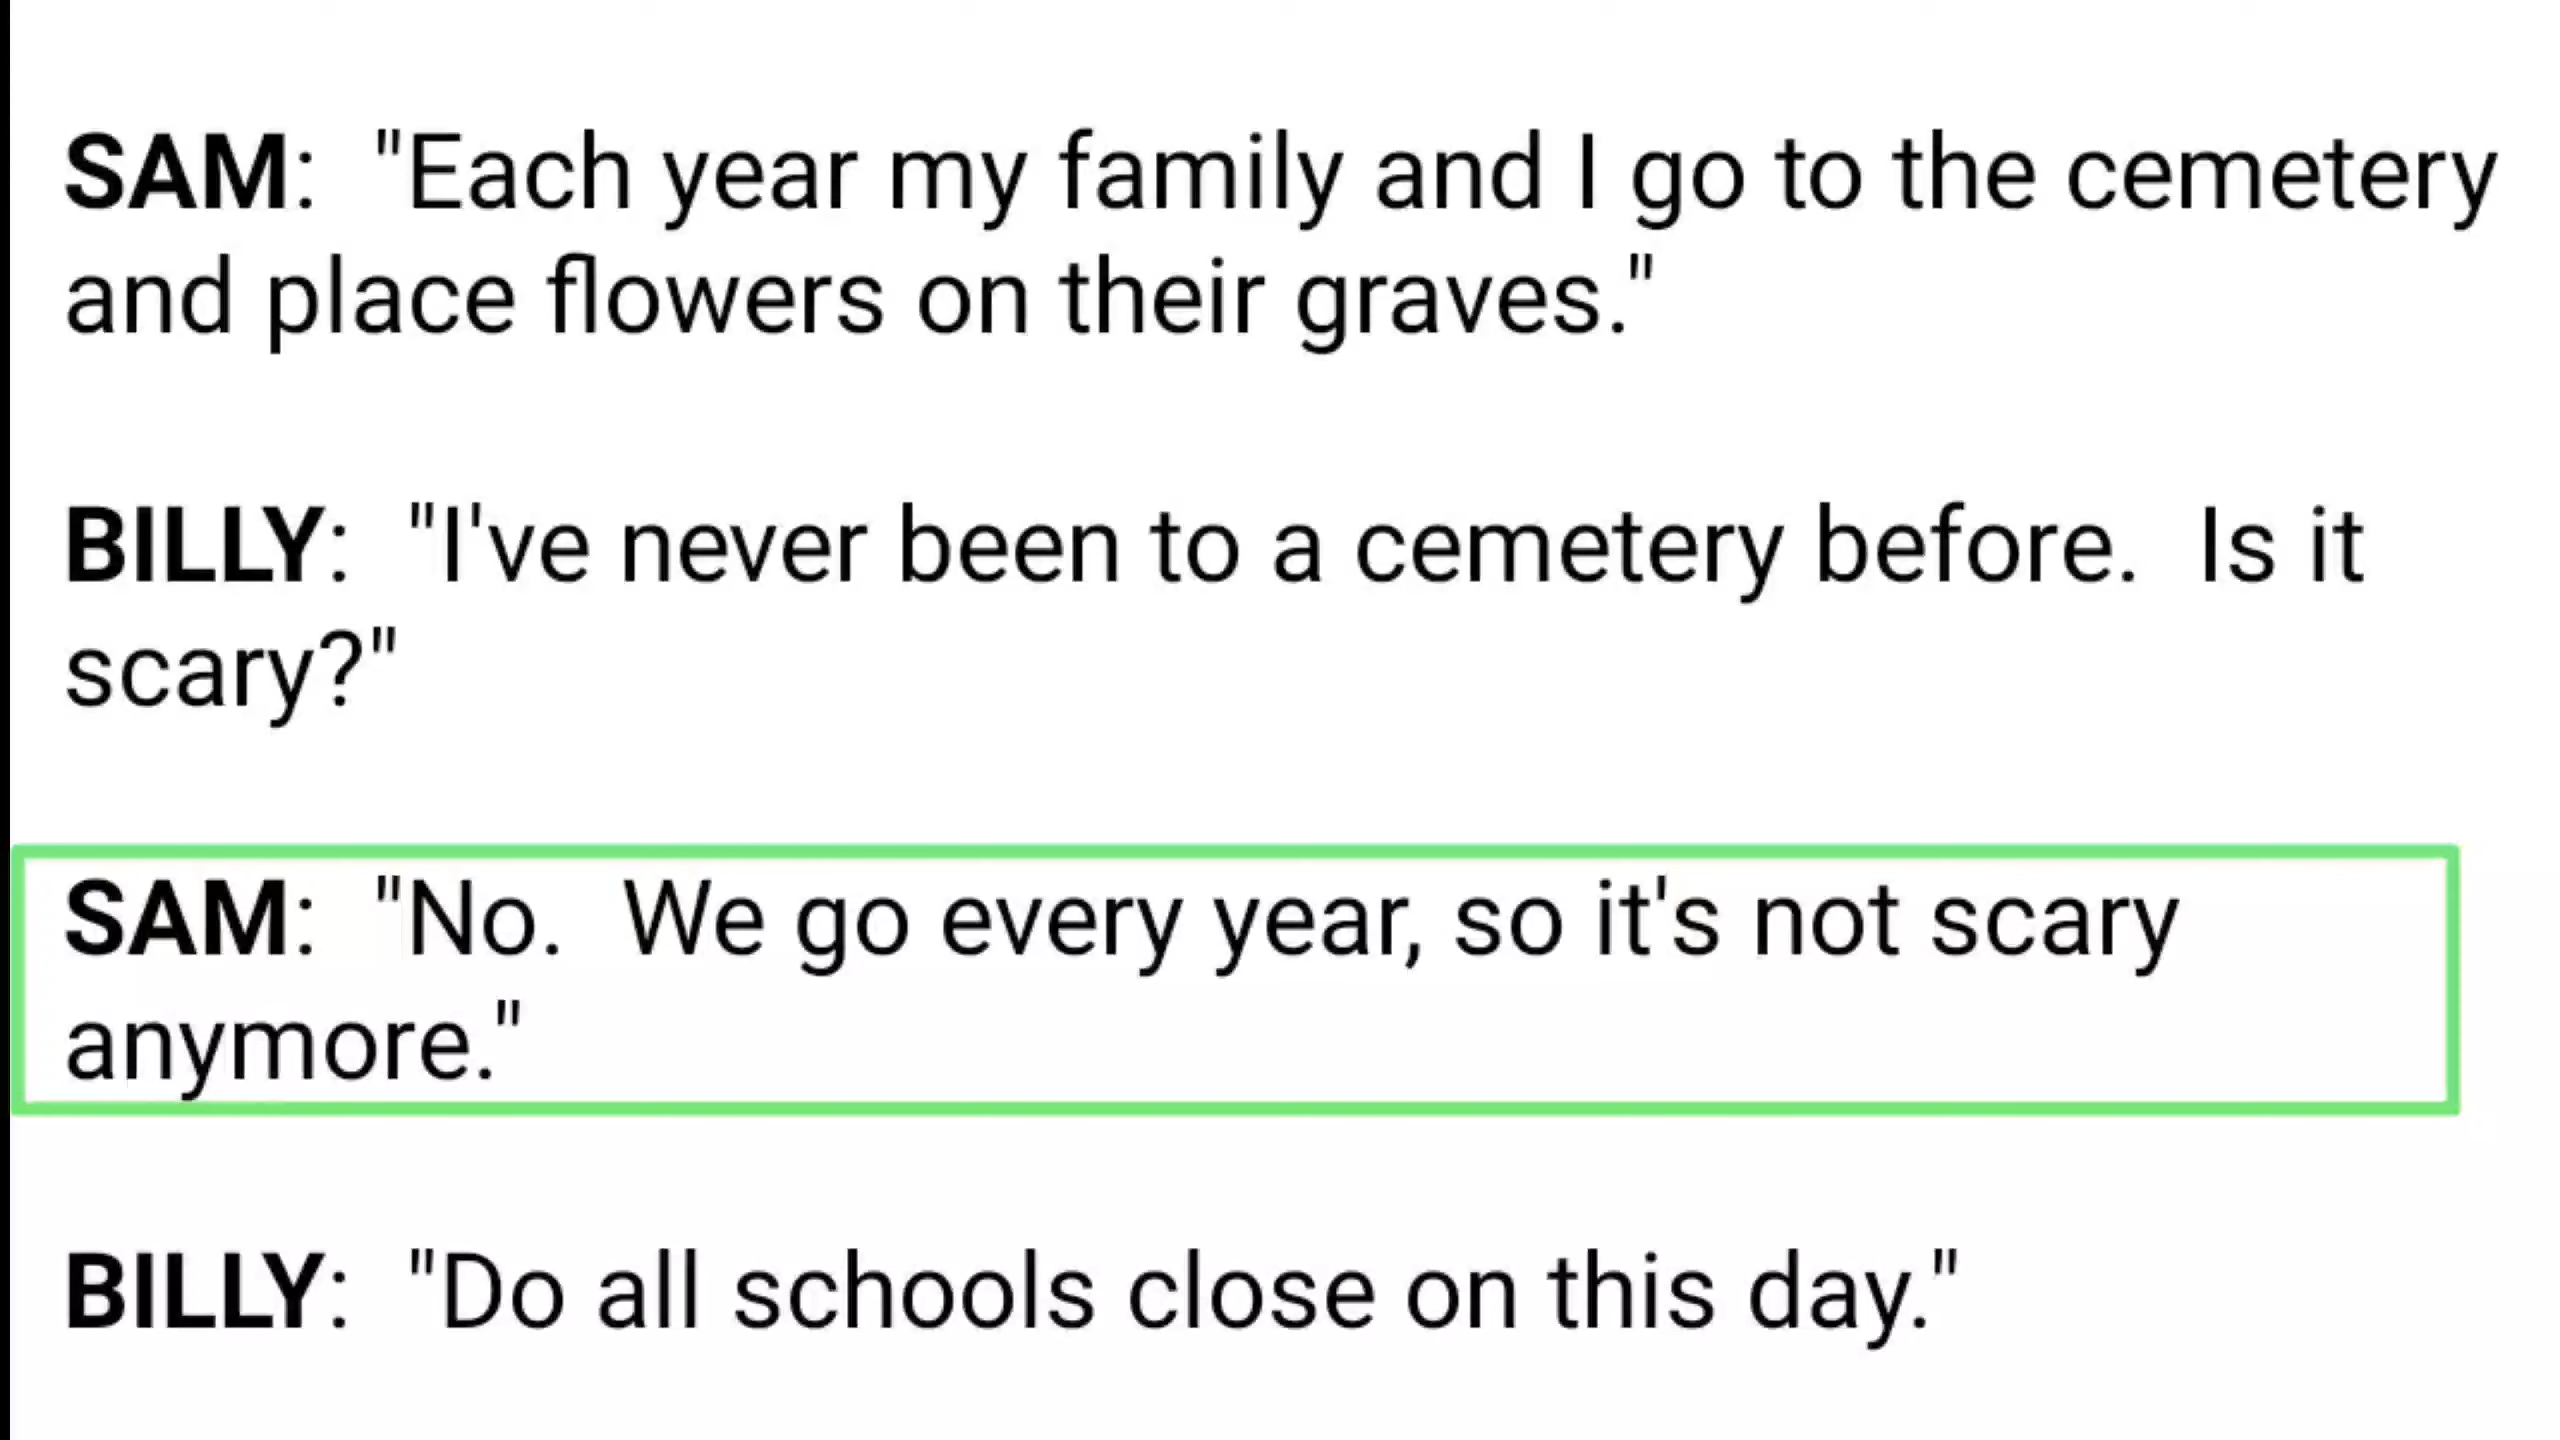 SAM:  "Each year my family and I go to the cemetery
and place flowers on their graves."
BILLY:  "I've never been to a cemetery before.  Is it
scary?"
SAM:  "No.  We go every year, so it's not scary
anymore."
BILLY:  "Do all schools close on this day."